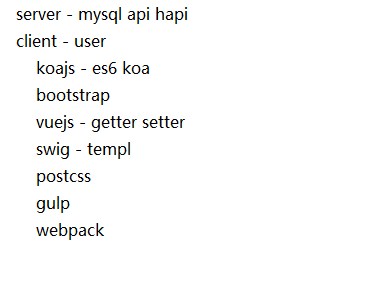 server - mysql api hapi
client - user
koajs - es6 koa
bootstrap
vuejs - getter setter
swig - templ
postcss
gulp
webpack